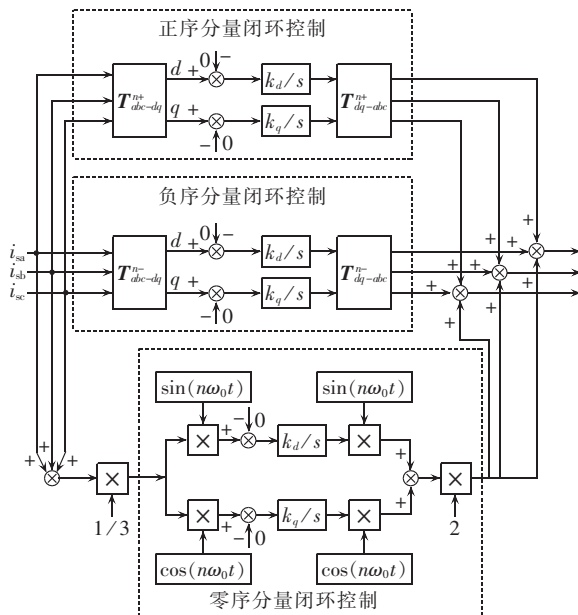 正序分量闭环控制
d + 0 −
k_d/s
T^{n+}_{abc-dq}
T^{n+}_{dq-abc}
q +
k_q/s
− 0
负序分量闭环控制
+
d + 0 −
k_d/s
+ +
i_sa
+
i_sb
T^{n-}_{abc-dq}
T^{n-}_{dq-abc}
+ + +
i_sc
q +
k_q/s
+
− 0
+ + +
sin(nω₀t)
sin(nω₀t)
− 0
+
×
+
k_d/s
×
+
+ +
×
×
1/3
×
+
k_q/s
×
+
2
− 0
cos(nω₀t)
cos(nω₀t)
零序分量闭环控制